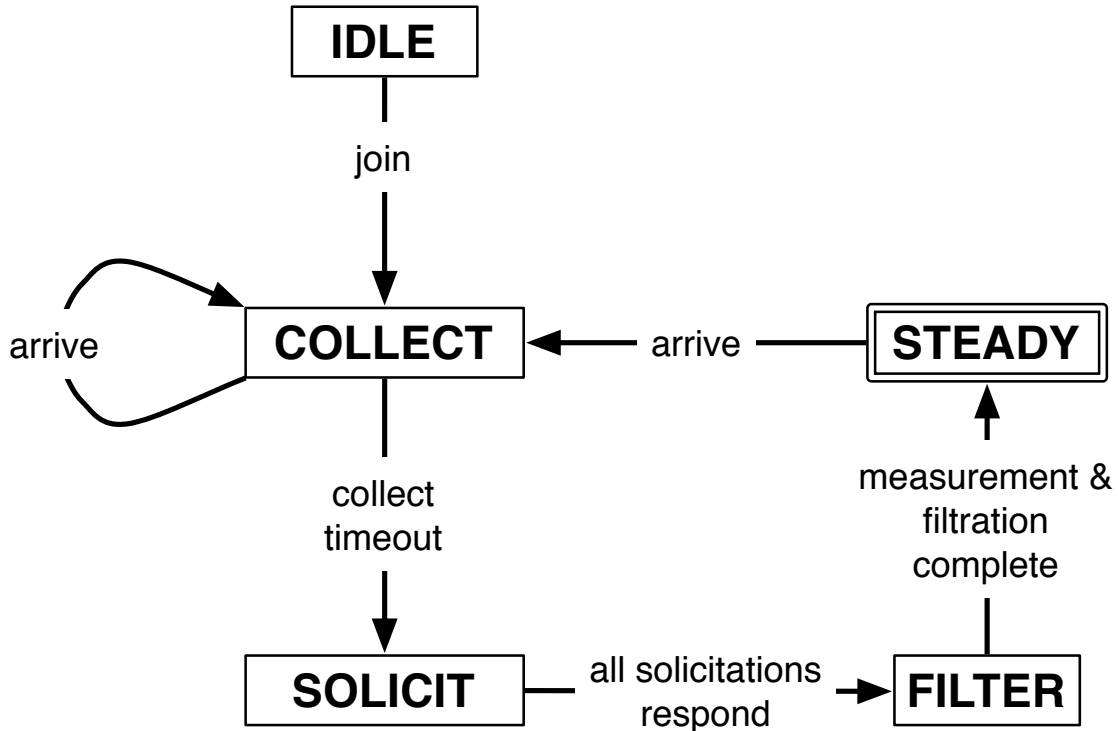 IDLE
join
arrive
COLLECT
arrive
STEADY
collect
timeout
measurement &
filtration
complete
SOLICIT
all solicitations
respond
FILTER